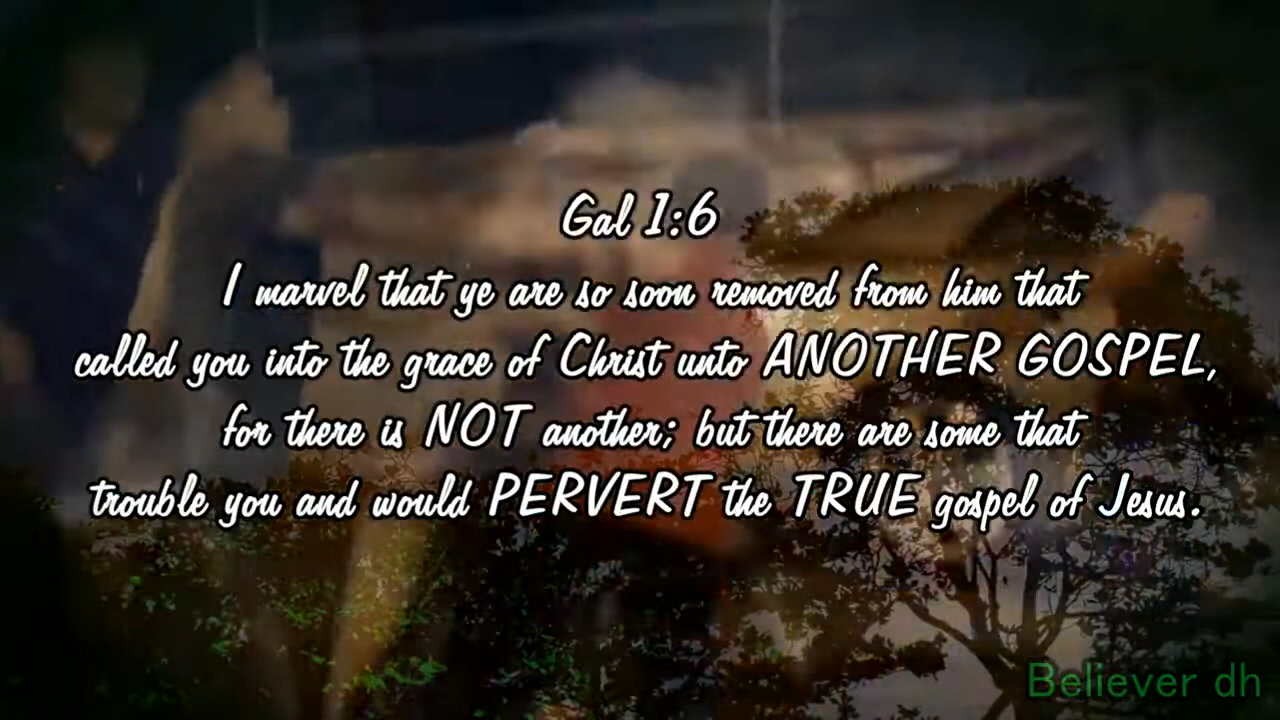 Gal 1:6
I marvel that ye are so soon removed from him that
called you into the grace of Christ unto ANOTHER GOSPEL,
for there is NOT another; but there are some that
trouble you and would PERVERT the TRUE gospel of Jesus.
Believer dh